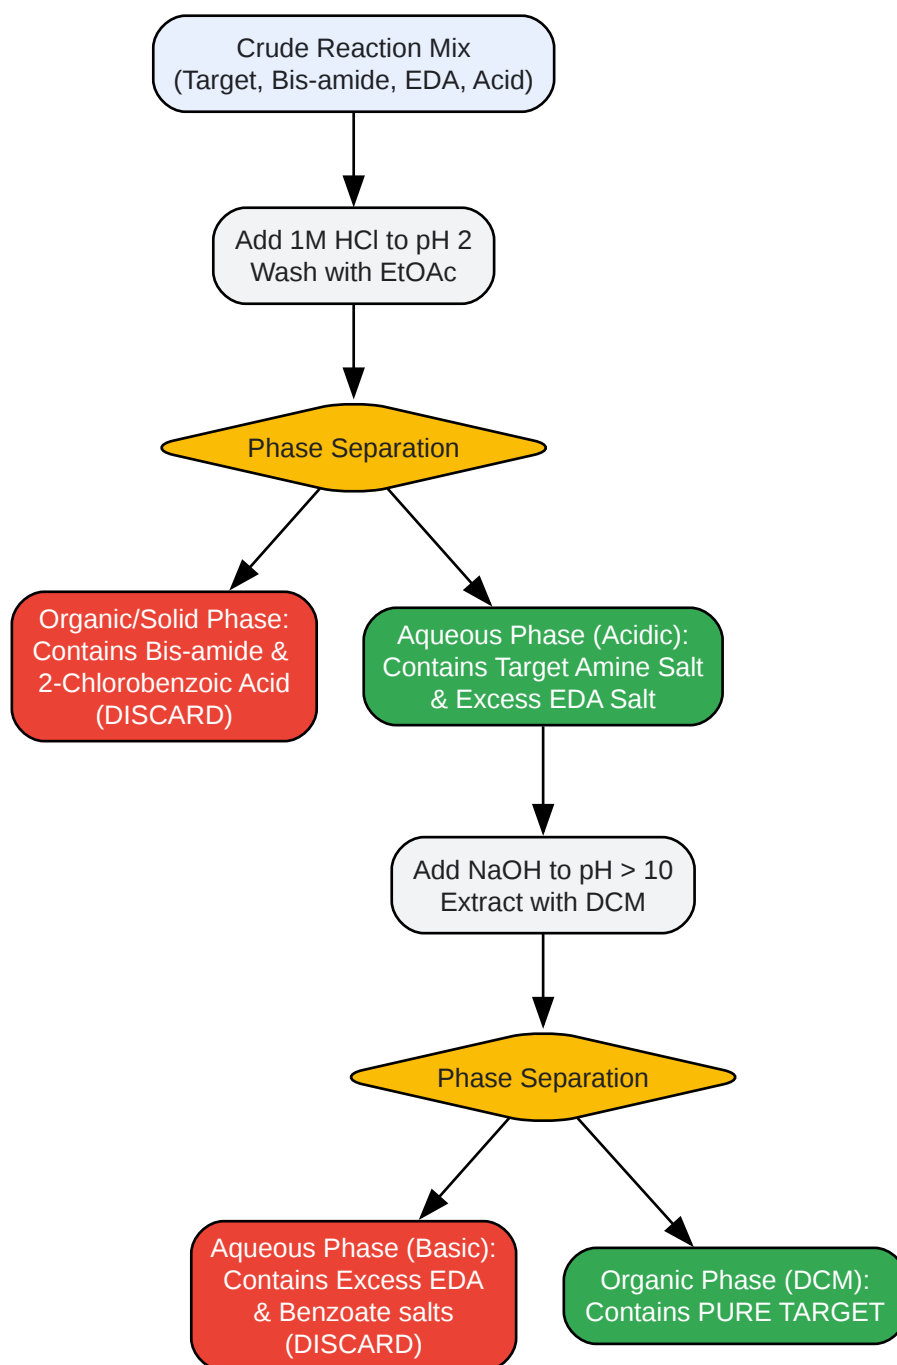 Crude Reaction Mix
(Target, Bis-amide, EDA, Acid)
Add 1M HCl to pH 2
Wash with EtOAc
Phase Separation
Organic/Solid Phase:
Contains Bis-amide &
2-Chlorobenzoic Acid
(DISCARD)
Aqueous Phase (Acidic):
Contains Target Amine Salt
& Excess EDA Salt
Add NaOH to pH > 10
Extract with DCM
Phase Separation
Aqueous Phase (Basic):
Contains Excess EDA
& Benzoate salts
(DISCARD)
Organic Phase (DCM):
Contains PURE TARGET